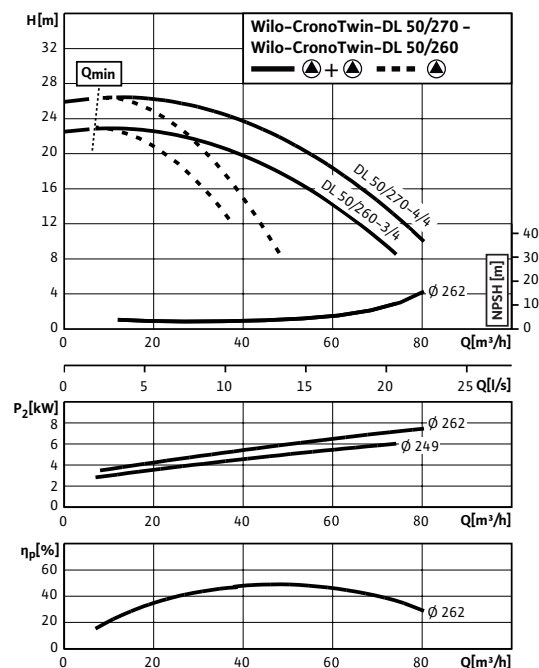 H[m]
Wilo-CronoTwin-DL 50/270 -
Wilo-CronoTwin-DL 50/260
+
36
32
28
24
20
16
12
8
4
0
Qmin
DL 50/270-4/4
DL 50/260-3/4
40
30
20
10
0
NPSH [m]
Ø 262
0 20 40 60 80 Q[m³/h]
0 5 10 15 20 25 Q[l/s]
P2[kW]
8
6
4
2
0
Ø 262
Ø 249
0 20 40 60 80 Q[m³/h]
ηp[%]
60
40
20
0
Ø 262
0 20 40 60 80 Q[m³/h]